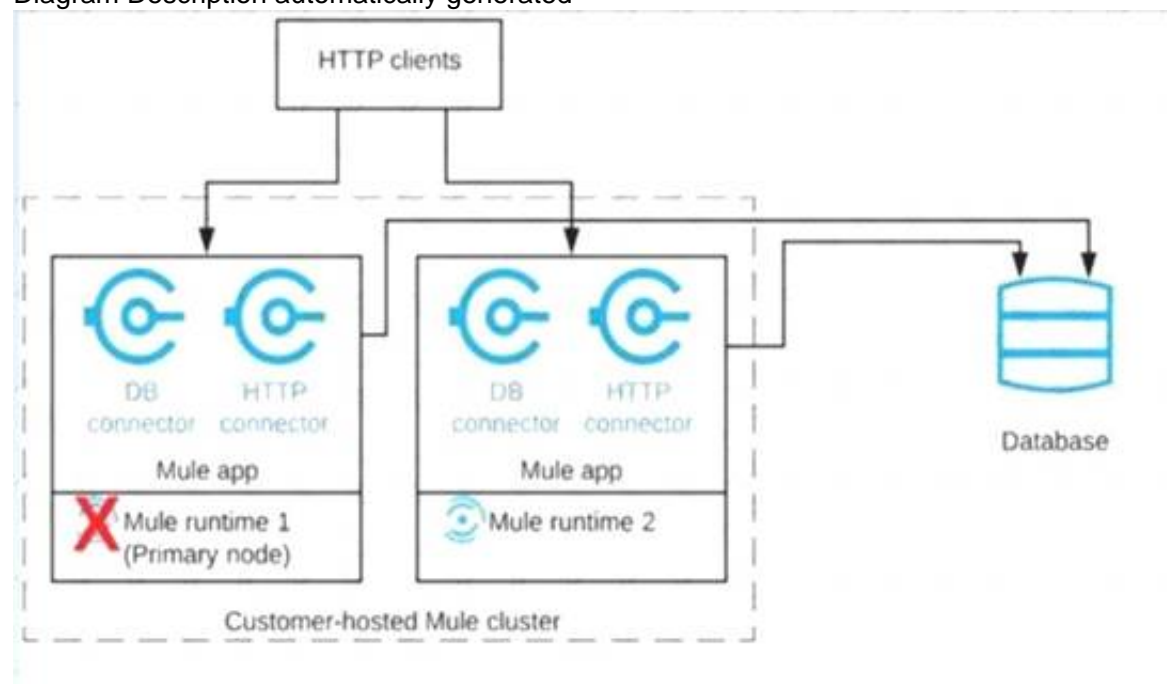 Diagram Description automatically generated
HTTP clients
DB
connector
HTTP
connector
Mule app
Mule runtime 1
(Primary node)
DB
connector
HTTP
connector
Mule app
Mule runtime 2
Database
Customer-hosted Mule cluster